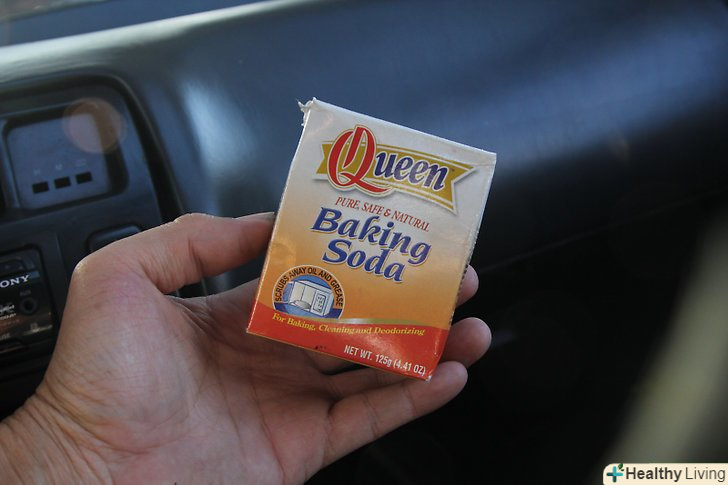 Queen
PURE, SAFE & NATURAL
Baking
Soda
SCRUBS AWAY OIL AND GREASE
For Baking, Cleaning and Deodorizing
NET WT. 125g (4.41 OZ)
SONY
Healthy Living